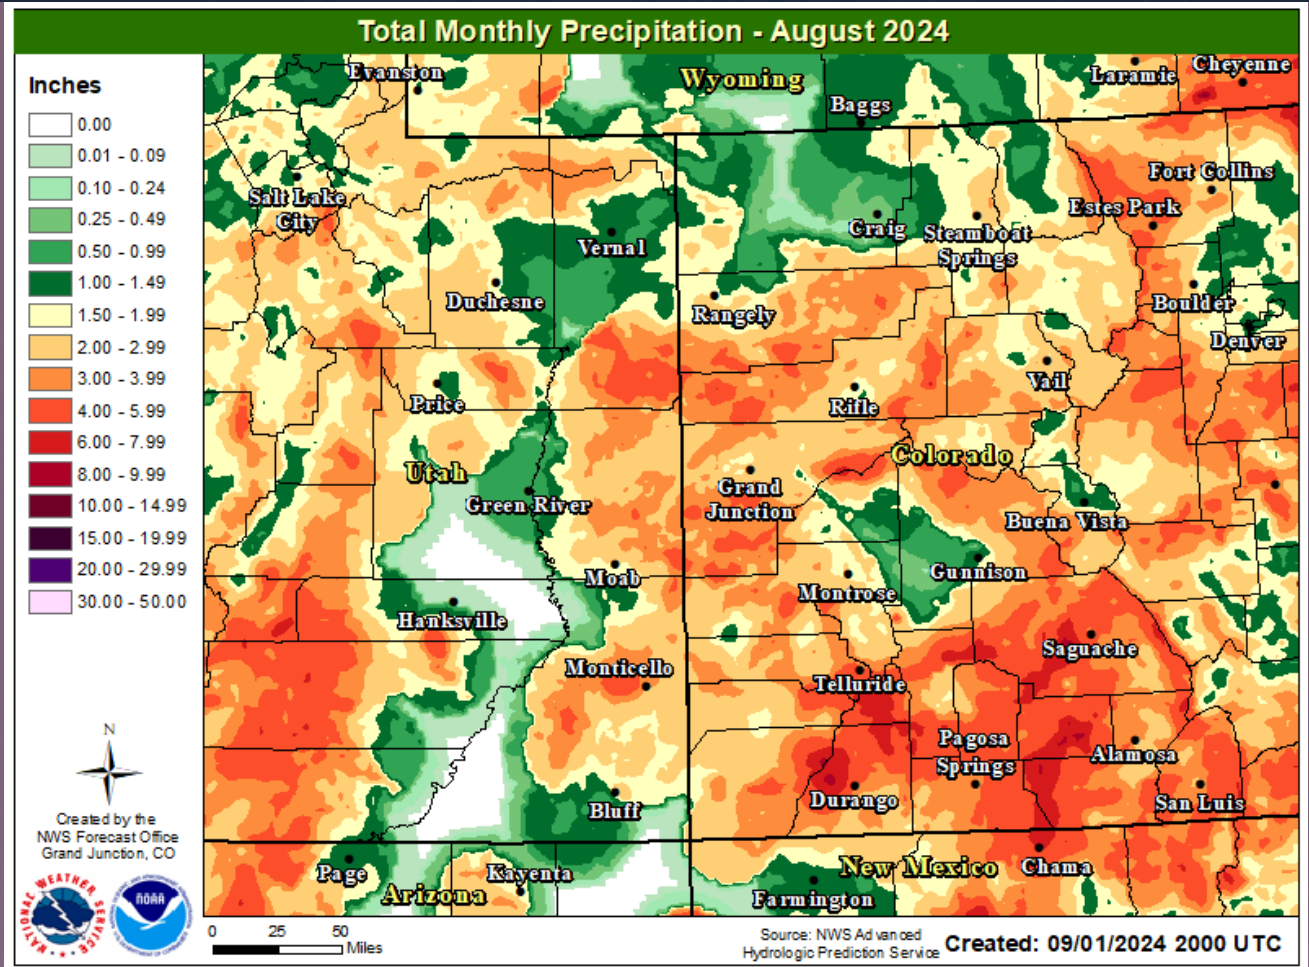 Total Monthly Precipitation - August 2024
Inches
0.00
0.01 - 0.09
0.10 - 0.24
0.25 - 0.49
0.50 - 0.99
1.00 - 1.49
1.50 - 1.99
2.00 - 2.99
3.00 - 3.99
4.00 - 5.99
6.00 - 7.99
8.00 - 9.99
10.00 - 14.99
15.00 - 19.99
20.00 - 29.99
30.00 - 50.00
N
Created by the
NWS Forecast Office
Grand Junction, CO
NATIONAL WEATHER SERVICE
NOAA
Evanston
Wyoming
Laramie
Cheyenne
Baggs
Salt Lake
City
Fort Collins
Estes Park
Craig
Steamboat
Springs
Vernal
Duchesne
Rangely
Boulder
Denver
Price
Rifle
Vail
Utah
Colorado
Green River
Grand
Junction
Buena Vista
Moab
Montrose
Gunnison
Hanksville
Saguache
Monticello
Telluride
Pagosa
Springs
Alamosa
Bluff
Durango
San Luis
Page
Kayenta
Arizona
New Mexico
Chama
Farmington
0
25
50
Miles
Source: NWS Advanced
Hydrologic Prediction Service
Created: 09/01/2024 2000 UTC